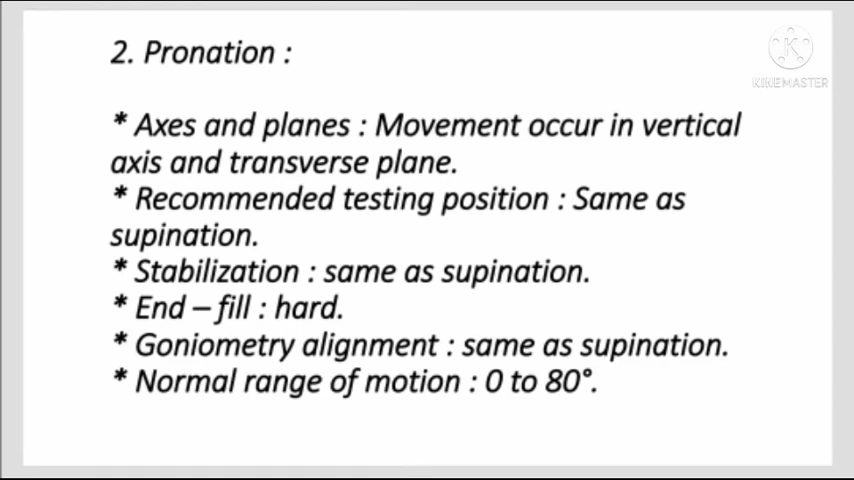 2. Pronation :
KINEMASTER
* Axes and planes : Movement occur in vertical
axis and transverse plane.
* Recommended testing position : Same as
supination.
* Stabilization : same as supination.
* End – fill : hard.
* Goniometry alignment : same as supination.
* Normal range of motion : 0 to 80°.